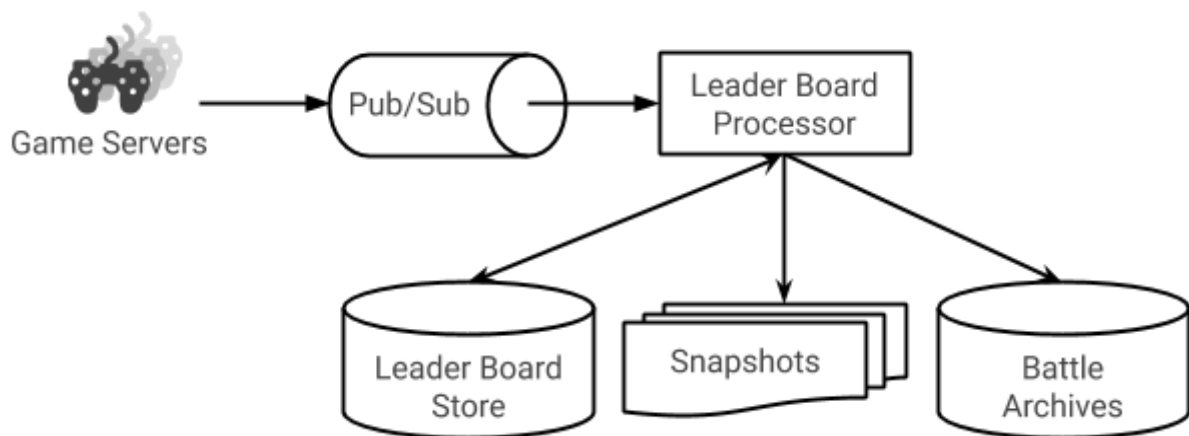 Game Servers
Pub/Sub
Leader Board
Processor
Leader Board
Store
Snapshots
Battle
Archives